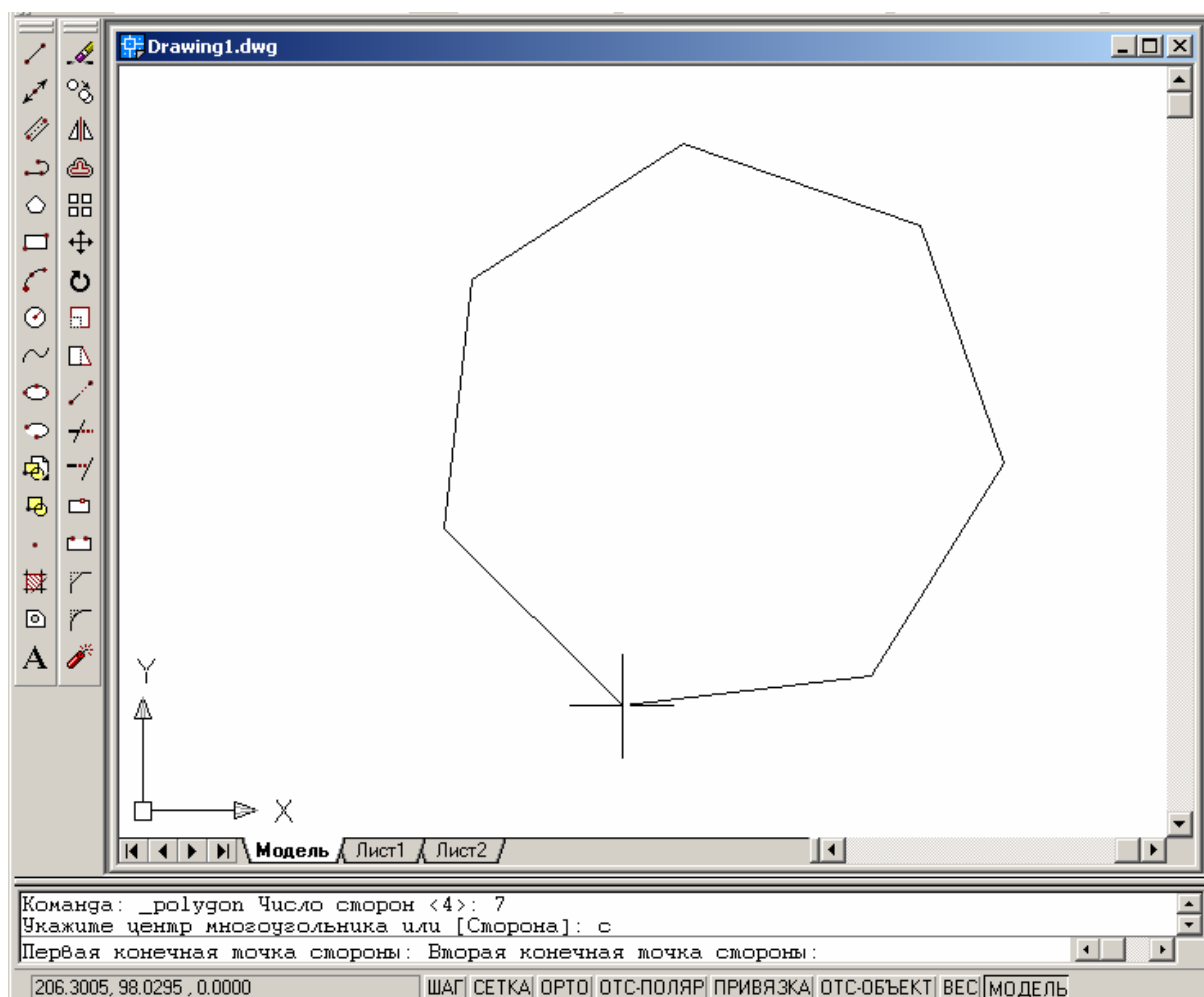 Drawing1.dwg
A
Y
X
Модель Лист1 Лист2
Команда: _polygon Число сторон <4>: 7
Укажите центр многоугольника или [Сторона]: с
Первая конечная точка стороны: Вторая конечная точка стороны:
206.3005, 98.0295 , 0.0000 ШАГ СЕТКА ОРТО ОТС-ПОЛЯР ПРИВЯЗКА ОТС-ОБЪЕКТ ВЕС МОДЕЛЬ